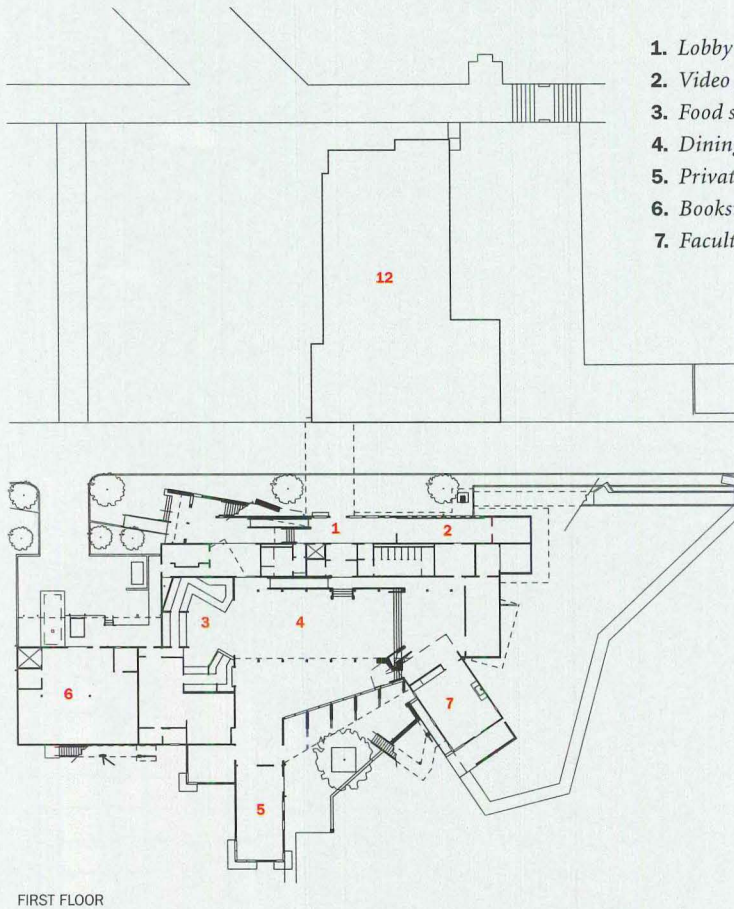 1. Lobby
2. Video
3. Food s
4. Dining
5. Privat
6. Books
7. Facult
12
1
2
3
4
6
7
5
FIRST FLOOR